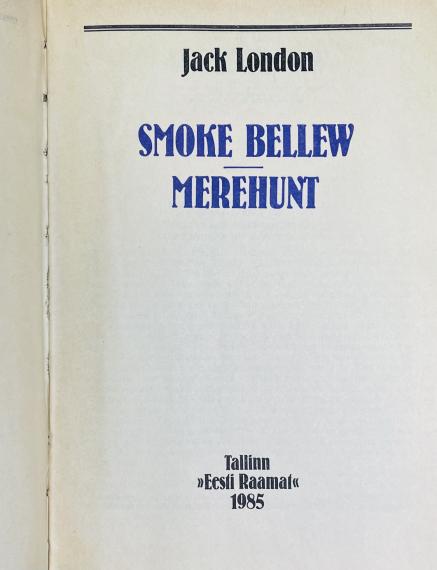 Jack London
SMOKE BELLEW
MEREHUNT
Tallinn
»Eesti Raamat«
1985